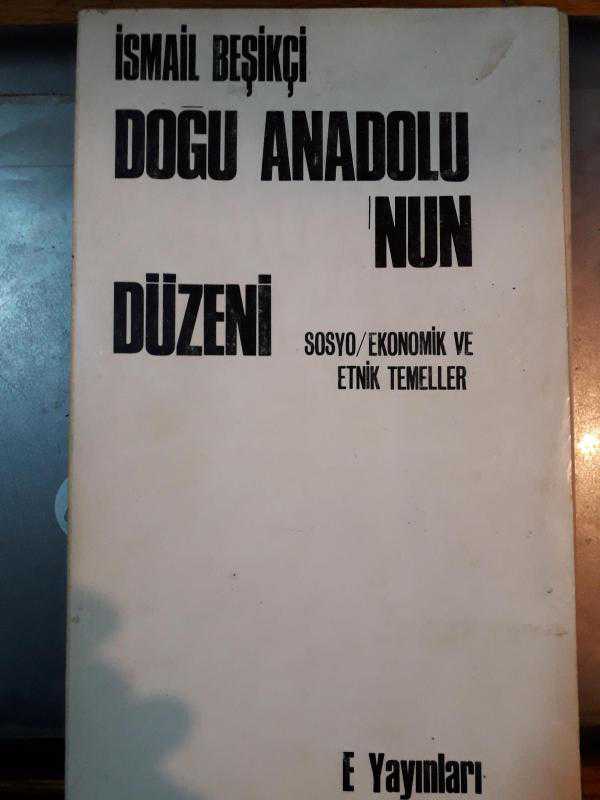 İSMAİL BEŞİKÇİ
DOĞU ANADOLU
'NUN
DÜZENİ
SOSYO/EKONOMİK VE
ETNİK TEMELLER
E Yayınları